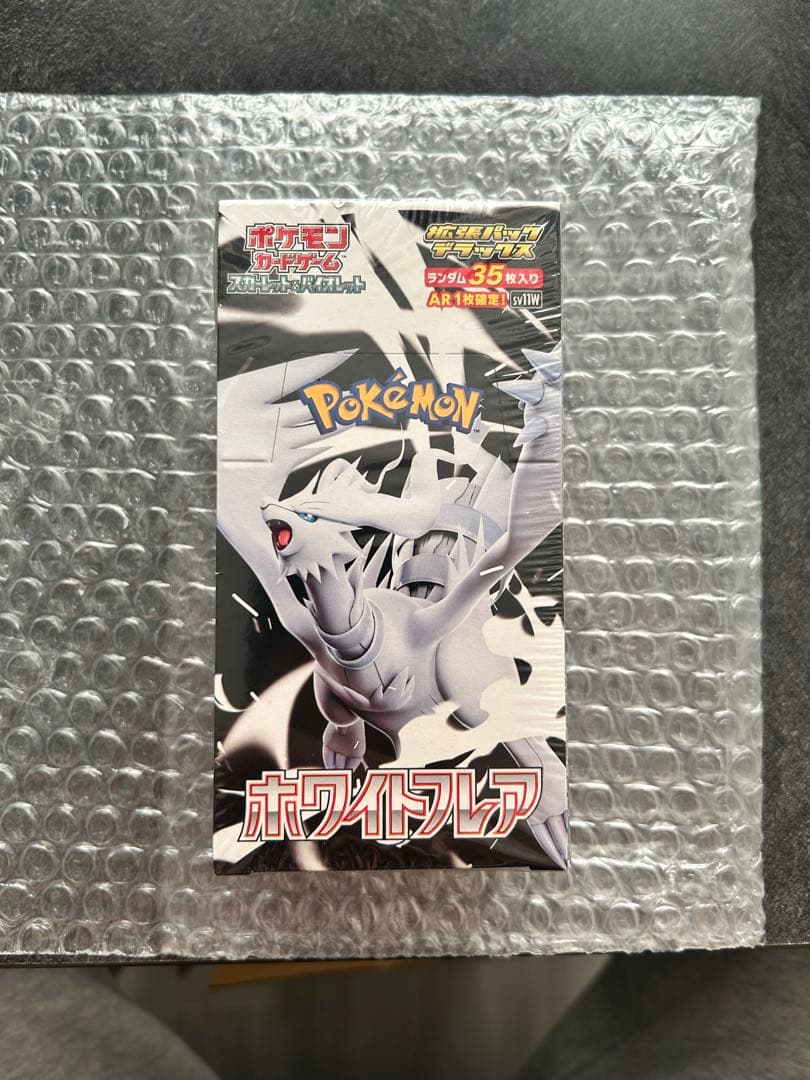 ポケモン
カードゲーム
スカーレット&バイオレット
拡張パック
デラックス
ランダム35枚入り
AR1枚確定! sv11W
POKéMON
ホワイトフレア